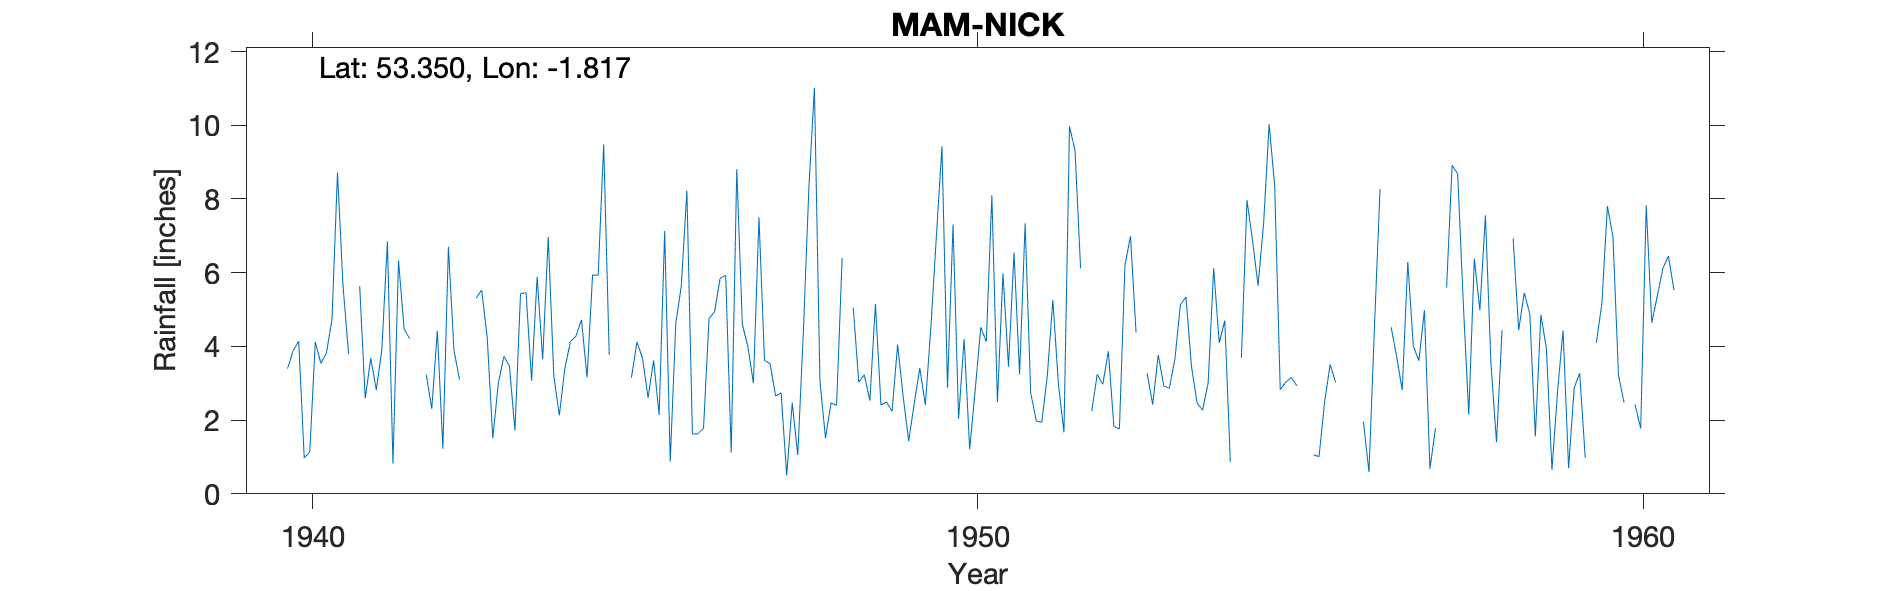 MAM-NICK
Lat: 53.350, Lon: -1.817
Rainfall [inches]
12
10
8
6
4
2
0
1940
1950
1960
Year